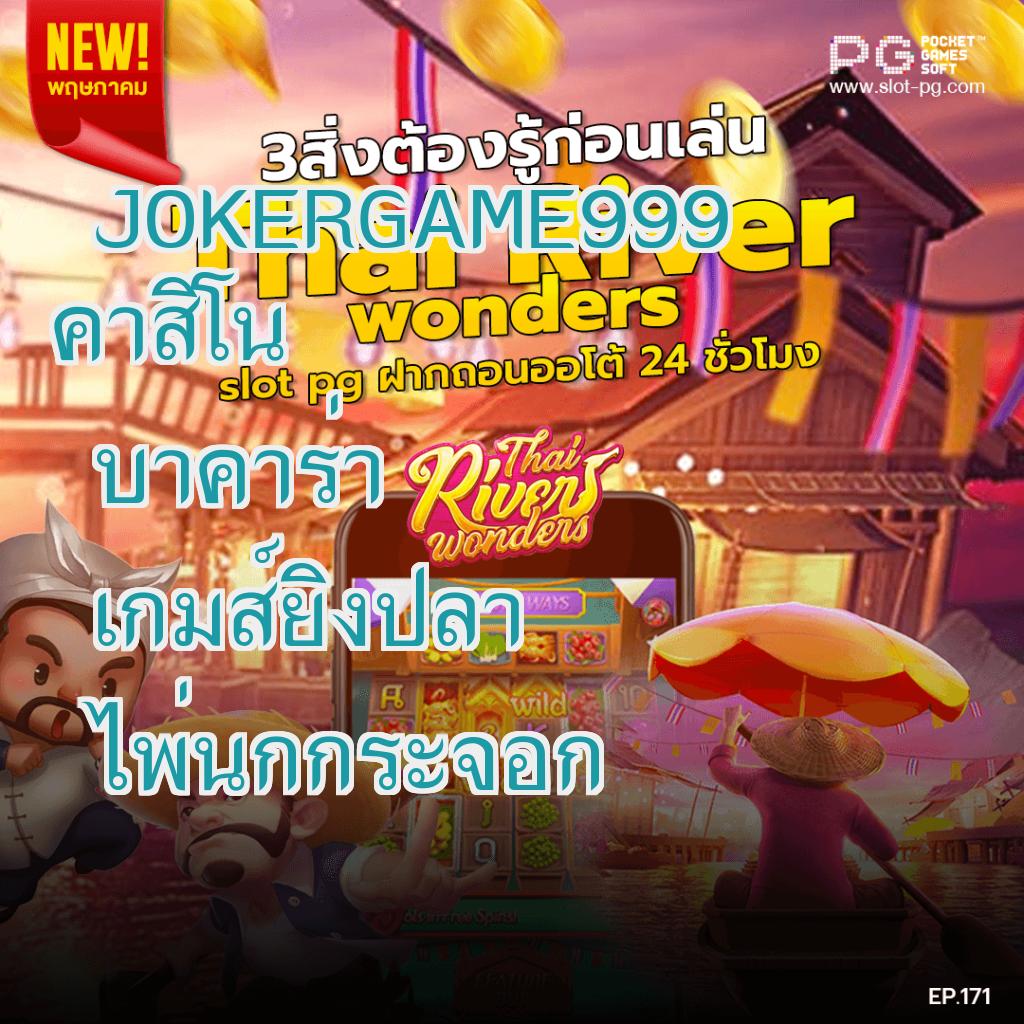 NEW!
พฤษภาคม
PG POCKET GAMES SOFT™
www.slot-pg.com
3สิ่งต้องรู้ก่อนเล่น
JOKERGAME999
Thai River
wonders
คาสิโน
slot pg ฝากถอนออโต้ 24 ชั่วโมง
บาคาร่า
Thai
River
wonders
เกมส์ยิงปลา
WAYS
wild
ไพ่นกกระจอก
EP.171